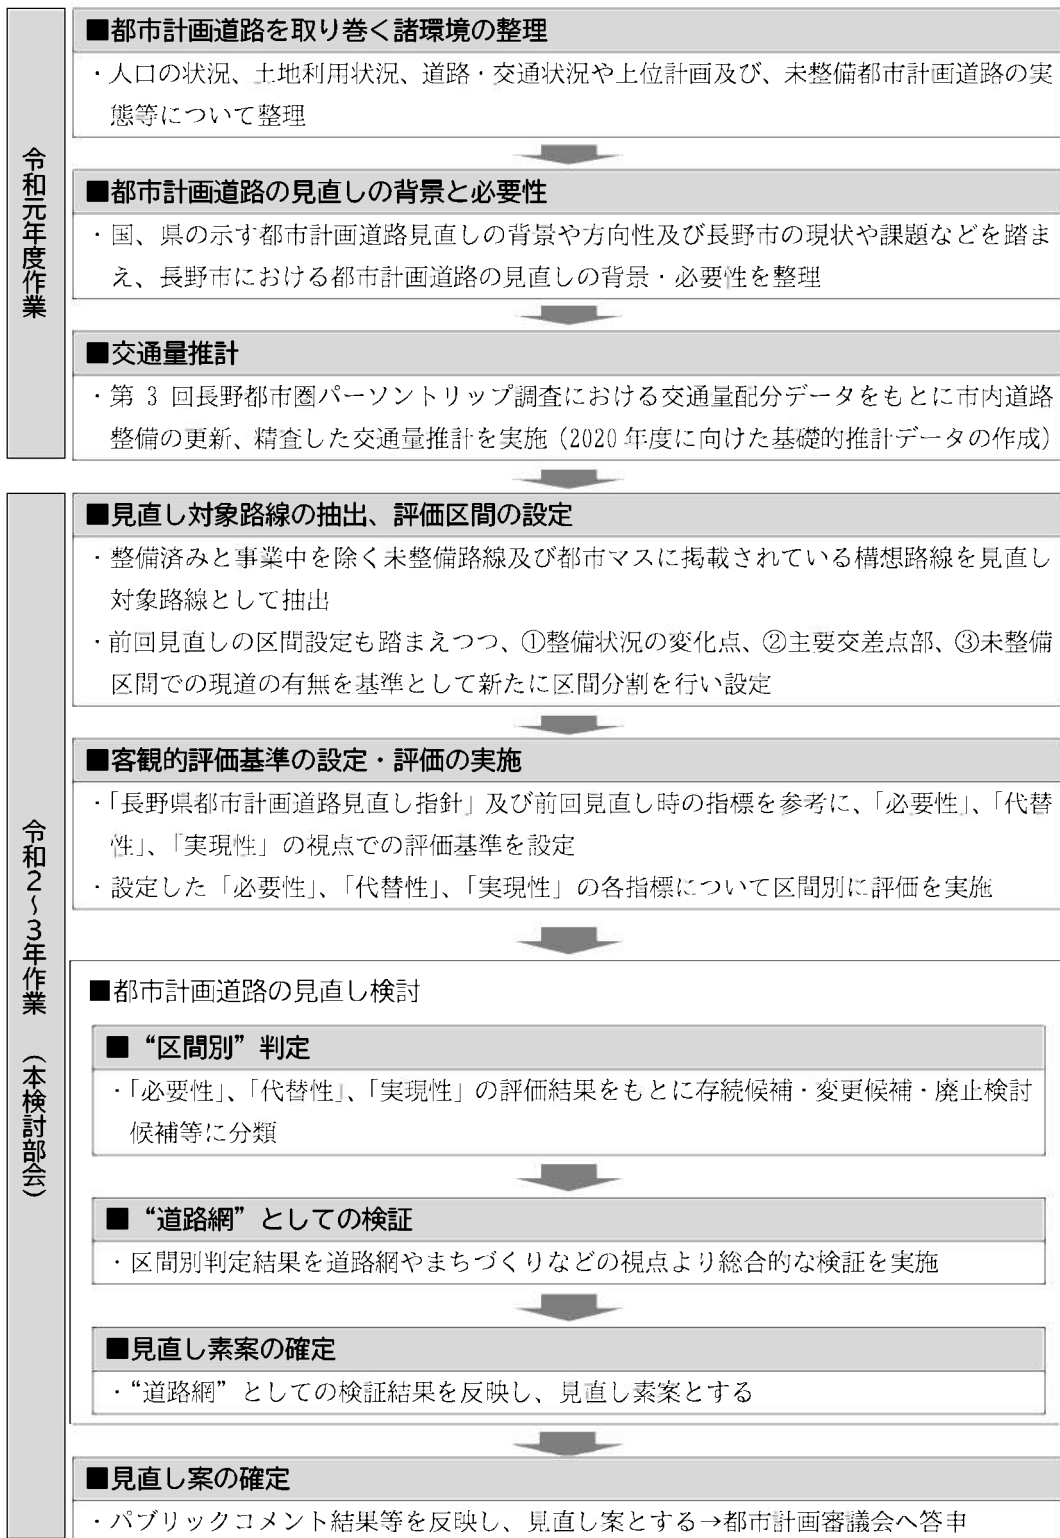 令和元年度作業
■都市計画道路を取り巻く諸環境の整理
・人口の状況、土地利用状況、道路・交通状況や上位計画及び、未整備都市計画道路の実
態等について整理
■都市計画道路の見直しの背景と必要性
・国、県の示す都市計画道路見直しの背景や方向性及び長野市の現状や課題などを踏ま
え、長野市における都市計画道路の見直しの背景・必要性を整理
■交通量推計
・第 3 回長野都市圏パーソントリップ調査における交通量配分データをもとに市内道路
整備の更新、精査した交通量推計を実施（2020 年度に向けた基礎的推計データの作成）
令和２～３年作業 （本検討部会）
■見直し対象路線の抽出、評価区間の設定
・整備済みと事業中を除く未整備路線及び都市マスに掲載されている構想路線を見直し
対象路線として抽出
・前回見直しの区間設定も踏まえつつ、①整備状況の変化点、②主要交差点部、③未整備
区間での現道の有無を基準として新たに区間分割を行い設定
■客観的評価基準の設定・評価の実施
・「長野県都市計画道路見直し指針」及び前回見直し時の指標を参考に、「必要性」、「代替
性」、「実現性」の視点での評価基準を設定
・設定した「必要性」、「代替性」、「実現性」の各指標について区間別に評価を実施
■都市計画道路の見直し検討
■“区間別”判定
・「必要性」、「代替性」、「実現性」の評価結果をもとに存続候補・変更候補・廃止検討
候補等に分類
■“道路網”としての検証
・区間別判定結果を道路網やまちづくりなどの視点より総合的な検証を実施
■見直し素案の確定
・“道路網”としての検証結果を反映し、見直し素案とする
■見直し案の確定
・パブリックコメント結果等を反映し、見直し案とする→都市計画審議会へ答申